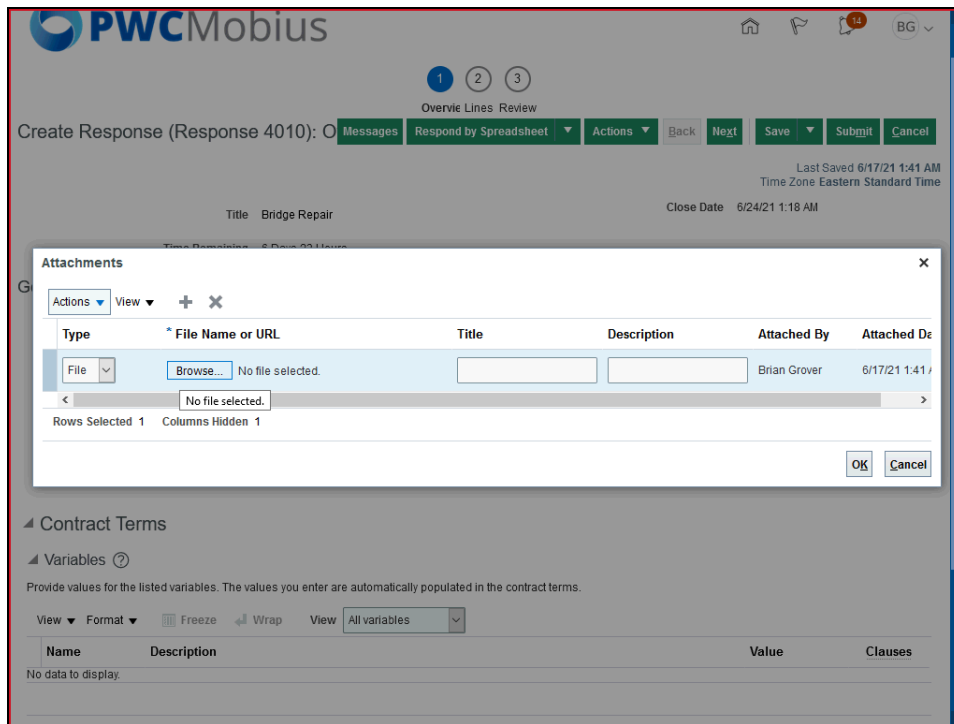 PWCMobius
14
BG
1 2 3
Overvie Lines Review
Create Response (Response 4010): O Messages Respond by Spreadsheet Actions Back Next Save Submit Cancel
Last Saved 6/17/21 1:41 AM
Time Zone Eastern Standard Time
Title Bridge Repair
Close Date 6/24/21 1:18 AM
Time Remaining 6 Days 23 Hours
Attachments
G
Actions View
Type * File Name or URL Title Description Attached By Attached Da
File Browse... No file selected. Brian Grover 6/17/21 1:41
No file selected.
Rows Selected 1 Columns Hidden 1
OK Cancel
Contract Terms
Variables ?
Provide values for the listed variables. The values you enter are automatically populated in the contract terms.
View Format Freeze Wrap View All variables
Name Description Value Clauses
No data to display.